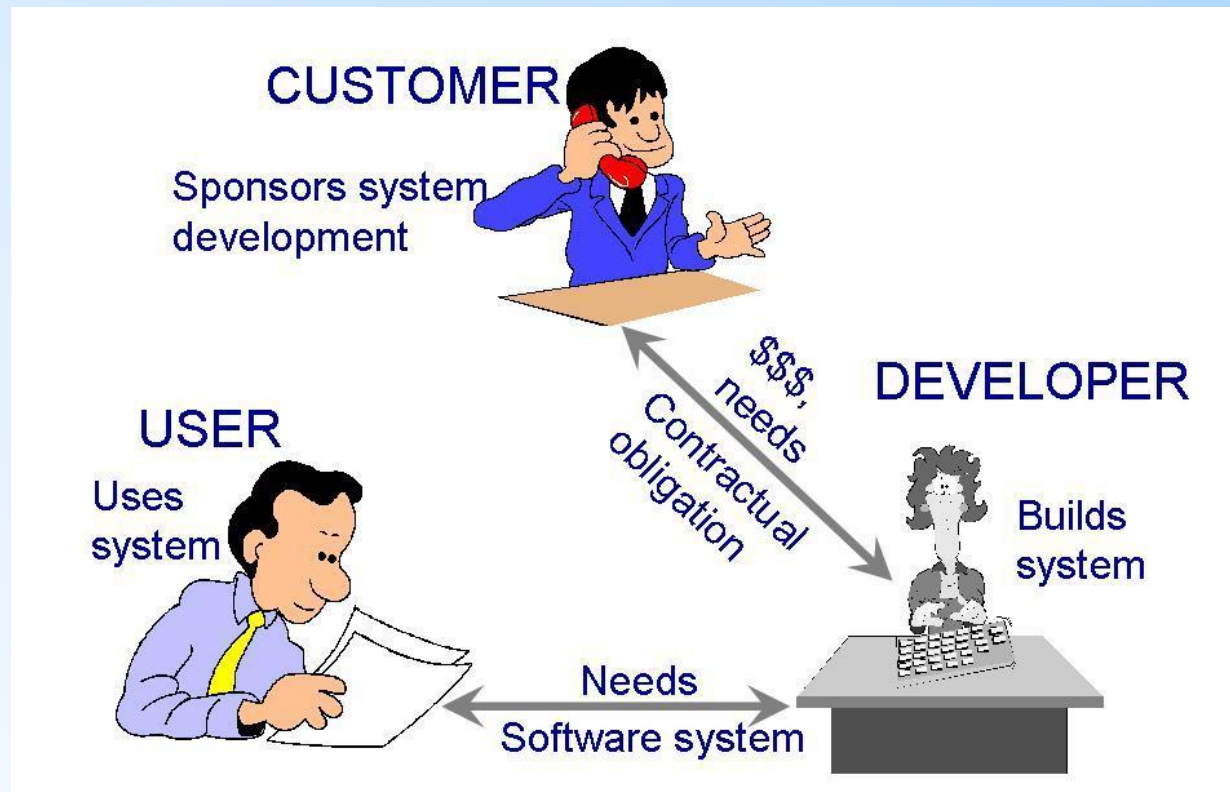 CUSTOMER
Sponsors system
development
$$$,
needs
Contractual
obligation
DEVELOPER
Builds
system
USER
Uses
system
Needs
Software system